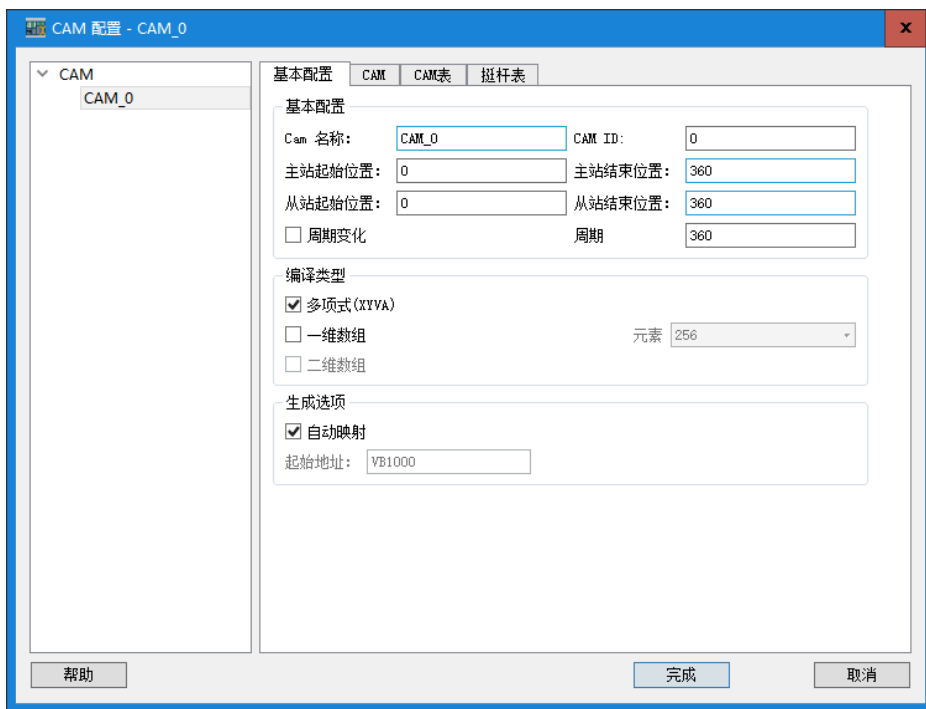 CAM 配置 - CAM_0
CAM
CAM_0
基本配置 CAM CAM表 挺杆表
基本配置
Cam 名称: CAM_0 CAM ID: 0
主站起始位置: 0 主站结束位置: 360
从站起始位置: 0 从站结束位置: 360
周期变化 周期 360
编译类型
多项式(XYVA)
一维数组 元素 256
二维数组
生成选项
自动映射
起始地址: VB1000
帮助 完成 取消